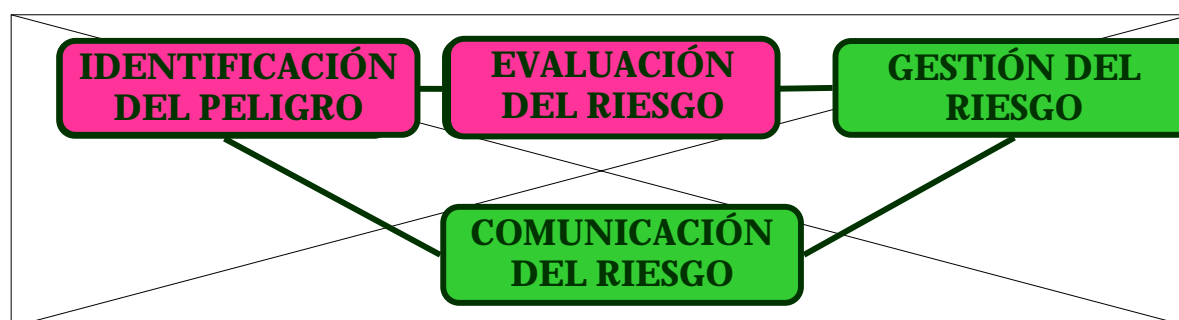 IDENTIFICACIÓN
DEL PELIGRO
EVALUACIÓN
DEL RIESGO
GESTIÓN DEL
RIESGO
COMUNICACIÓN
DEL RIESGO